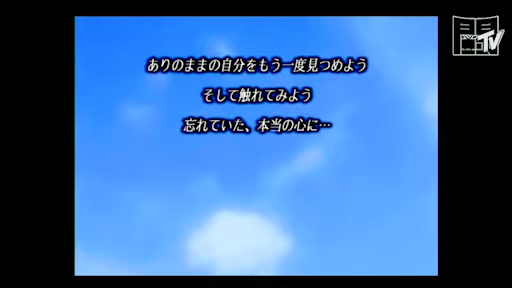 ありのままの自分をもう一度見つめよう
そして触れてみよう
忘れていた、本当の心に…
TV